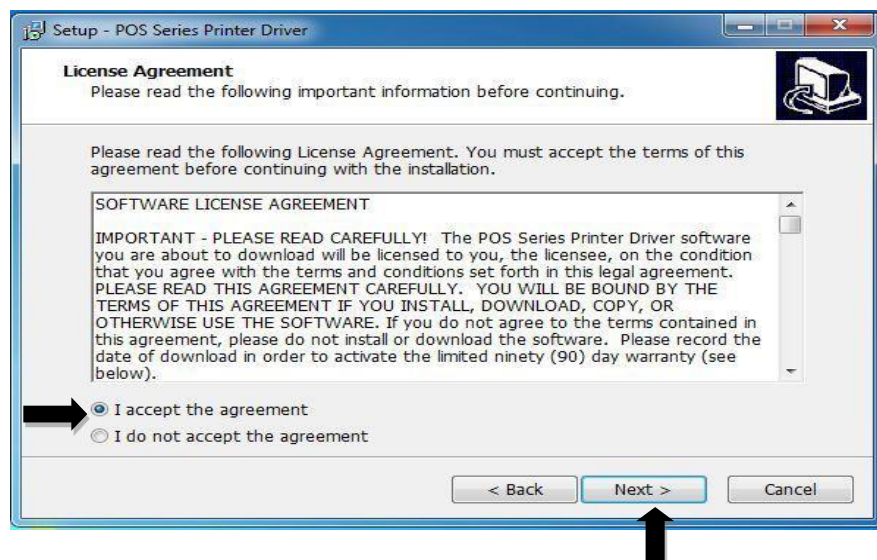 Setup - POS Series Printer Driver
License Agreement
Please read the following important information before continuing.
Please read the following License Agreement. You must accept the terms of this
agreement before continuing with the installation.
SOFTWARE LICENSE AGREEMENT
IMPORTANT - PLEASE READ CAREFULLY! The POS Series Printer Driver software
you are about to download will be licensed to you, the licensee, on the condition
that you agree with the terms and conditions set forth in this legal agreement.
PLEASE READ THIS AGREEMENT CAREFULLY. YOU WILL BE BOUND BY THE
TERMS OF THIS AGREEMENT IF YOU INSTALL, DOWNLOAD, COPY, OR
OTHERWISE USE THE SOFTWARE. If you do not agree to the terms contained in
this agreement, please do not install or download the software. Please record the
date of download in order to activate the limited ninety (90) day warranty (see
below).
I accept the agreement
I do not accept the agreement
< Back Next > Cancel